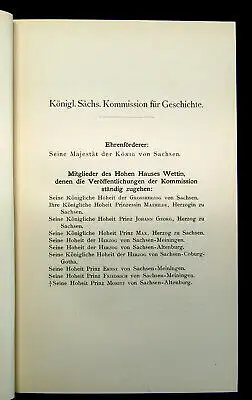 Königl. Sächs. Kommission für Geschichte.
Ehrenförderer:
Seine Majestät der König von Sachsen.
Mitglieder des Hohen Hauses Wettin,
denen die Veröffentlichungen der Kommission
ständig zugehen:
Seine Königliche Hoheit der Grossherzog von Sachsen.
Ihre Königliche Hoheit Prinzessin Mathilde, Herzogin zu
Sachsen.
Seine Königliche Hoheit Prinz Johann Georg, Herzog zu
Sachsen.
Seine Königliche Hoheit Prinz Max, Herzog zu Sachsen.
Seine Hoheit der Herzog von Sachsen-Meiningen.
Seine Hoheit der Herzog von Sachsen-Altenburg.
Seine Königliche Hoheit der Herzog von Sachsen-Coburg-
Gotha.
Seine Hoheit Prinz Ernst von Sachsen-Meiningen.
Seine Hoheit Prinz Friedrich von Sachsen-Meiningen.
†Seine Hoheit Prinz Moritz von Sachsen-Altenburg.